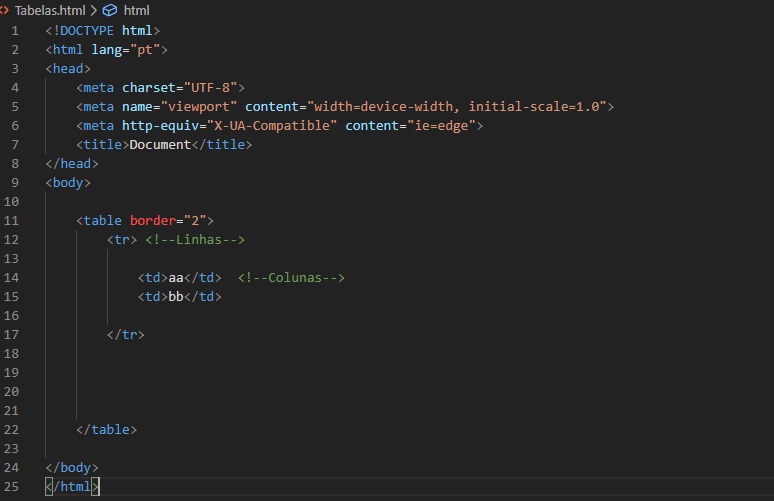 Tabelas.html > html
1 <!DOCTYPE html>
2 <html lang="pt">
3 <head>
4     <meta charset="UTF-8">
5     <meta name="viewport" content="width=device-width, initial-scale=1.0">
6     <meta http-equiv="X-UA-Compatible" content="ie=edge">
7     <title>Document</title>
8 </head>
9 <body>
10
11     <table border="2">
12         <tr> <!--Linhas-->
13
14             <td>aa</td>  <!--Colunas-->
15             <td>bb</td>
16
17         </tr>
18
19
20
21
22     </table>
23
24 </body>
25 </html>